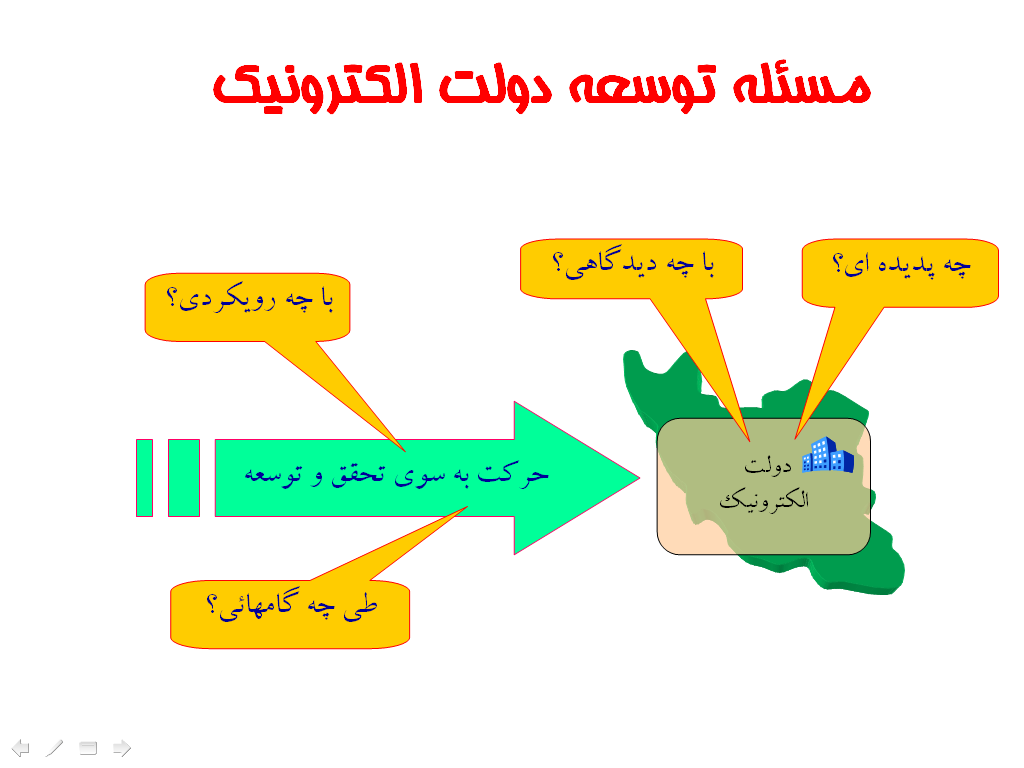 مسئله توسعه دولت الکترونیک
چه پدیده ای؟
با چه دیدگاهی؟
با چه رویکردی؟
دولت
الکترونیک
حرکت به سوی تحقق و توسعه
طی چه گامهائی؟